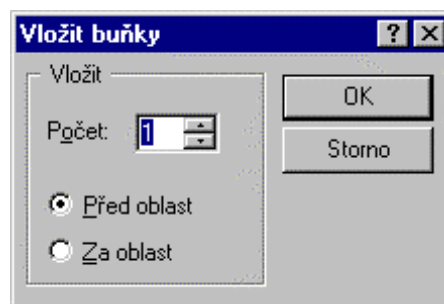 Vložit buňky
Vložit
Počet: 1
Před oblast
Za oblast
OK
Storno